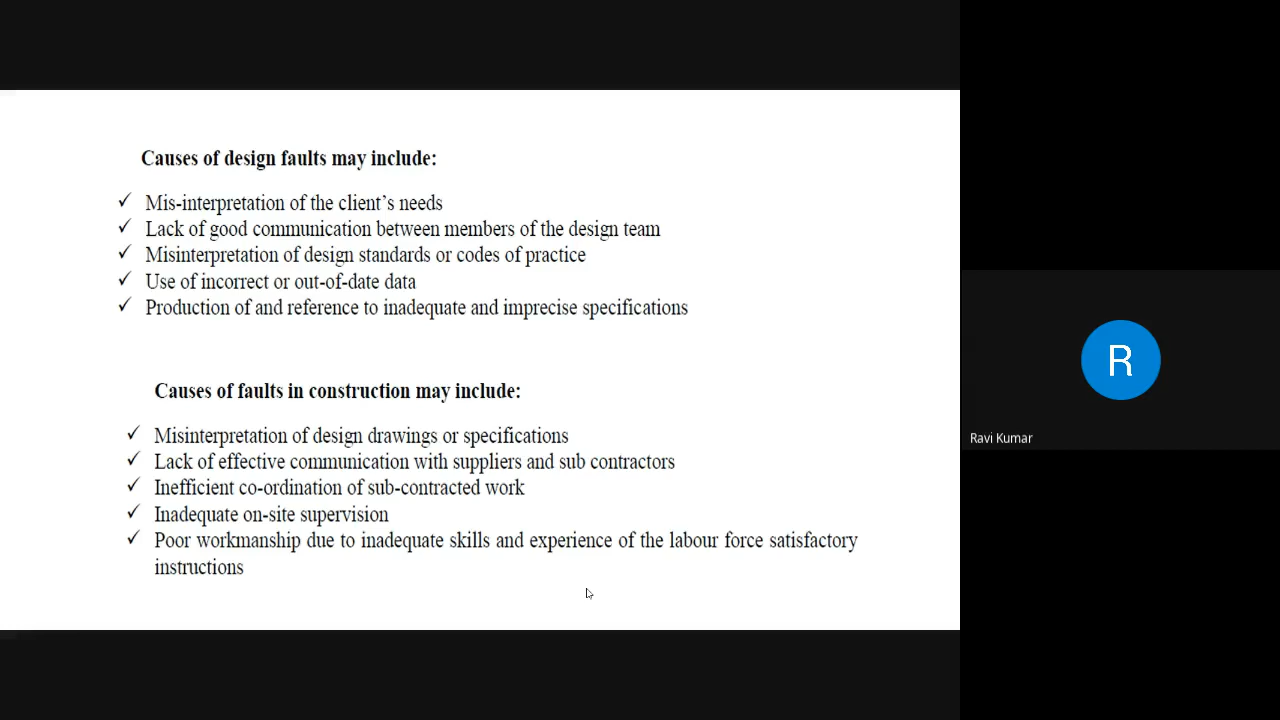 Causes of design faults may include:
✓ Mis-interpretation of the client's needs
✓ Lack of good communication between members of the design team
✓ Misinterpretation of design standards or codes of practice
✓ Use of incorrect or out-of-date data
✓ Production of and reference to inadequate and imprecise specifications
Causes of faults in construction may include:
✓ Misinterpretation of design drawings or specifications
✓ Lack of effective communication with suppliers and sub contractors
✓ Inefficient co-ordination of sub-contracted work
✓ Inadequate on-site supervision
✓ Poor workmanship due to inadequate skills and experience of the labour force satisfactory
instructions
R
Ravi Kumar